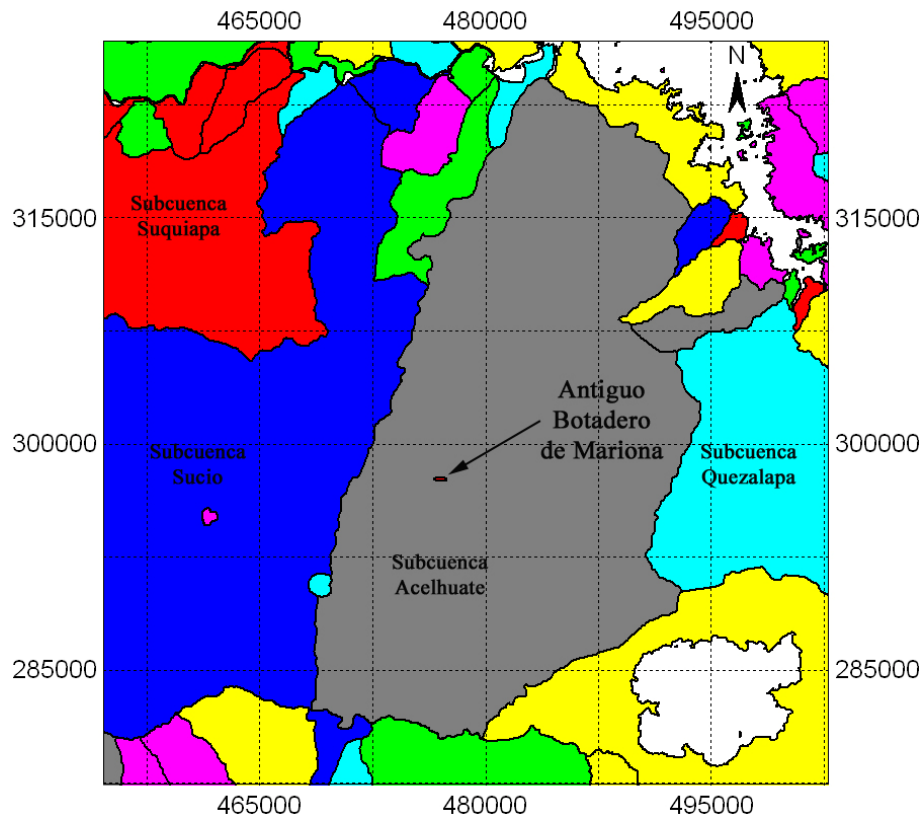 465000
480000
495000
N
Subcuenca
Suquiapa
315000
315000
Antiguo
Botadero
de Mariona
300000
300000
Subcuenca
Sucio
Subcuenca
Quezalapa
Subcuenca
Acelhuate
285000
285000
465000
480000
495000